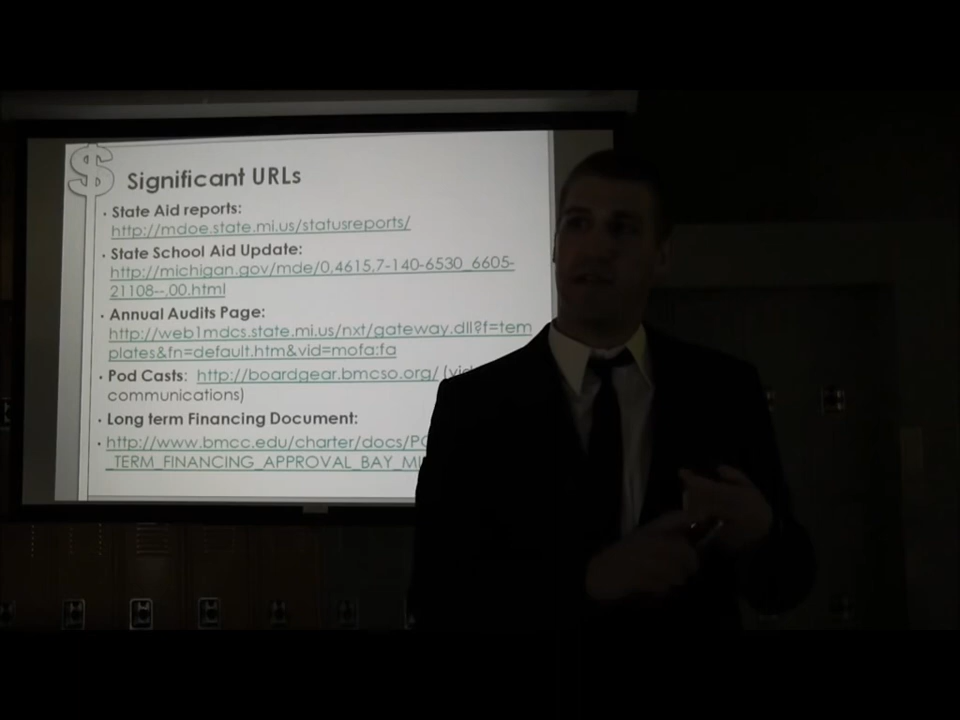 $ Significant URLs
· State Aid reports:
http://mdoe.state.mi.us/statusreports/
· State School Aid Update:
http://michigan.gov/mde/0,4615,7-140-6530_6605-
21108--,00.html
· Annual Audits Page:
http://web1mdcs.state.mi.us/nxt/gateway.dll?f=tem
plates&fn=default.htm&vid=mofa:fa
· Pod Casts: http://boardgear.bmcso.org/
communications)
· Long term Financing Document:
· http://www.bmcc.edu/charter/docs/PO
_TERM_FINANCING_APPROVAL_BAY_MI